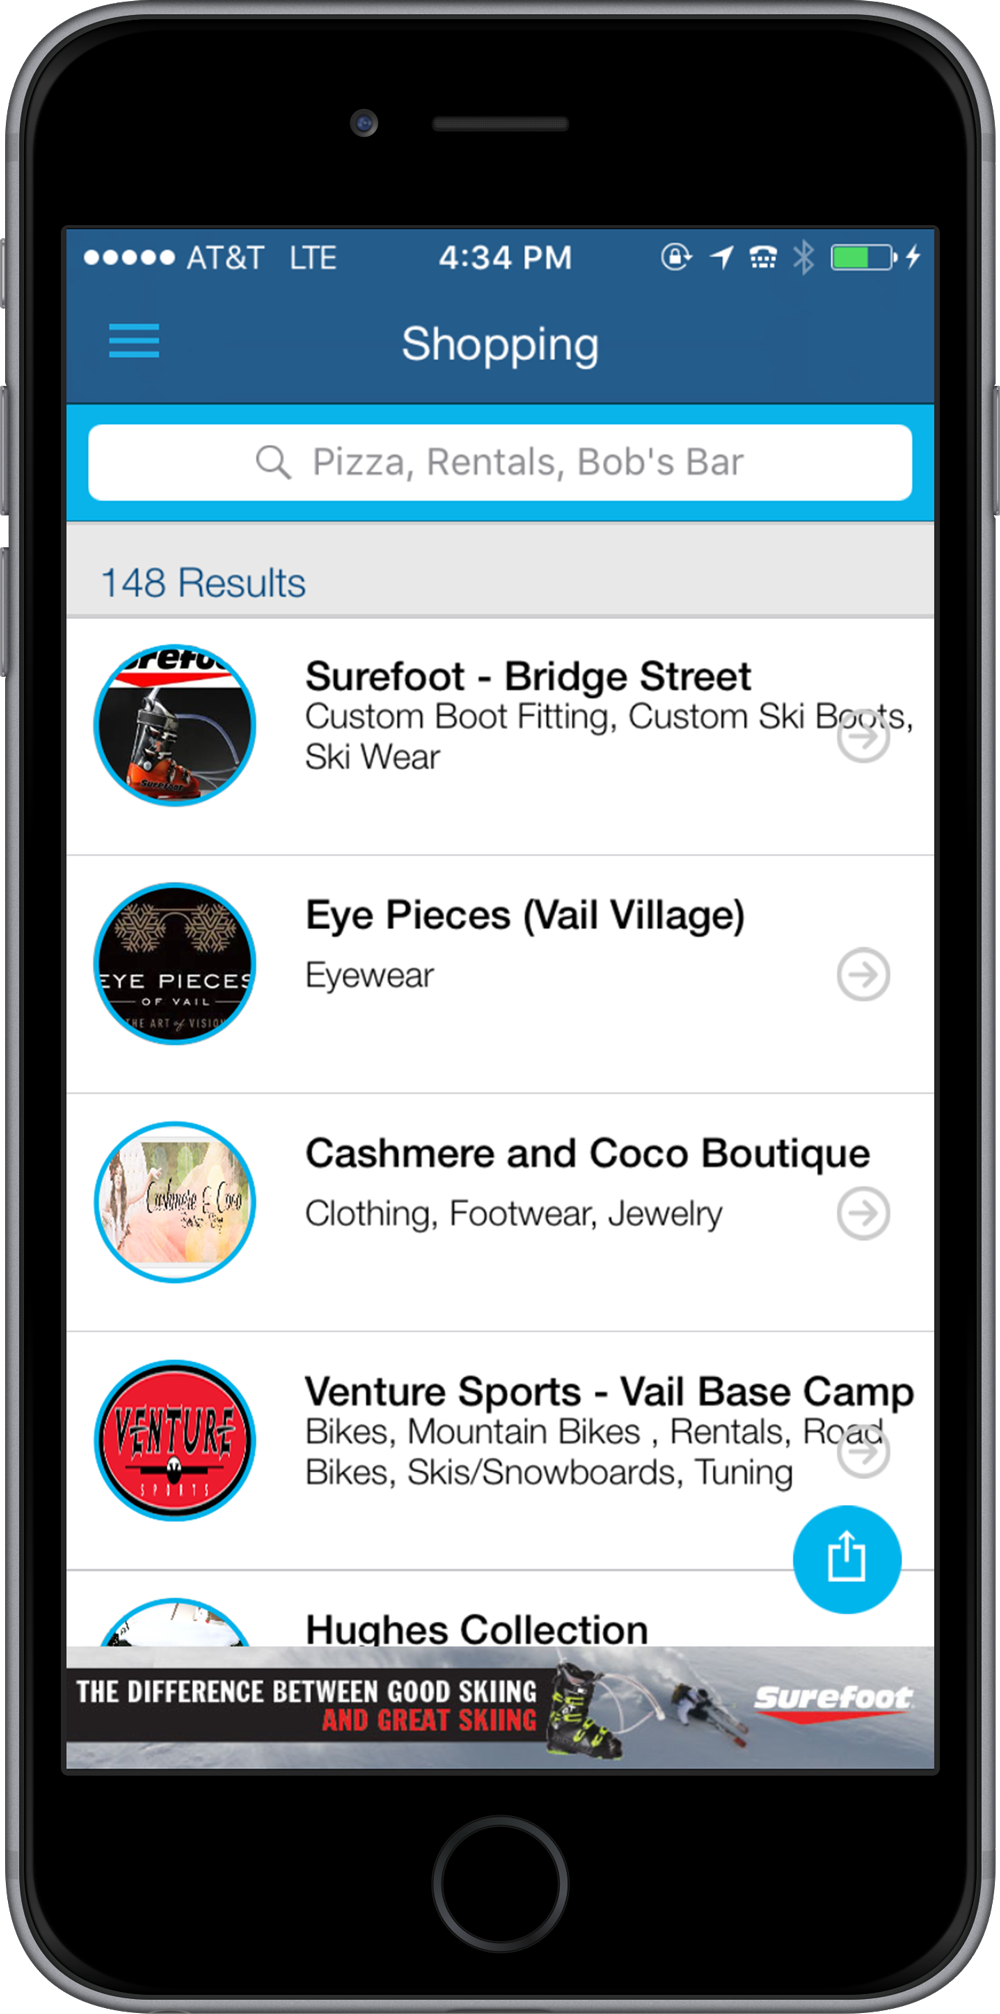 AT&T LTE 4:34 PM
Shopping
Pizza, Rentals, Bob's Bar
148 Results
Surefoot - Bridge Street
Custom Boot Fitting, Custom Ski Boots,
Ski Wear
Surefoot
Eye Pieces (Vail Village)
Eyewear
EYE PIECES
OF VAIL
THE ART of VISION
Cashmere and Coco Boutique
Clothing, Footwear, Jewelry
Cashmere & Coco
Venture Sports - Vail Base Camp
Bikes, Mountain Bikes , Rentals, Road
Bikes, Skis/Snowboards, Tuning
VENTURE
SPORTS
Hughes Collection
THE DIFFERENCE BETWEEN GOOD SKIING
AND GREAT SKIING
Surefoot